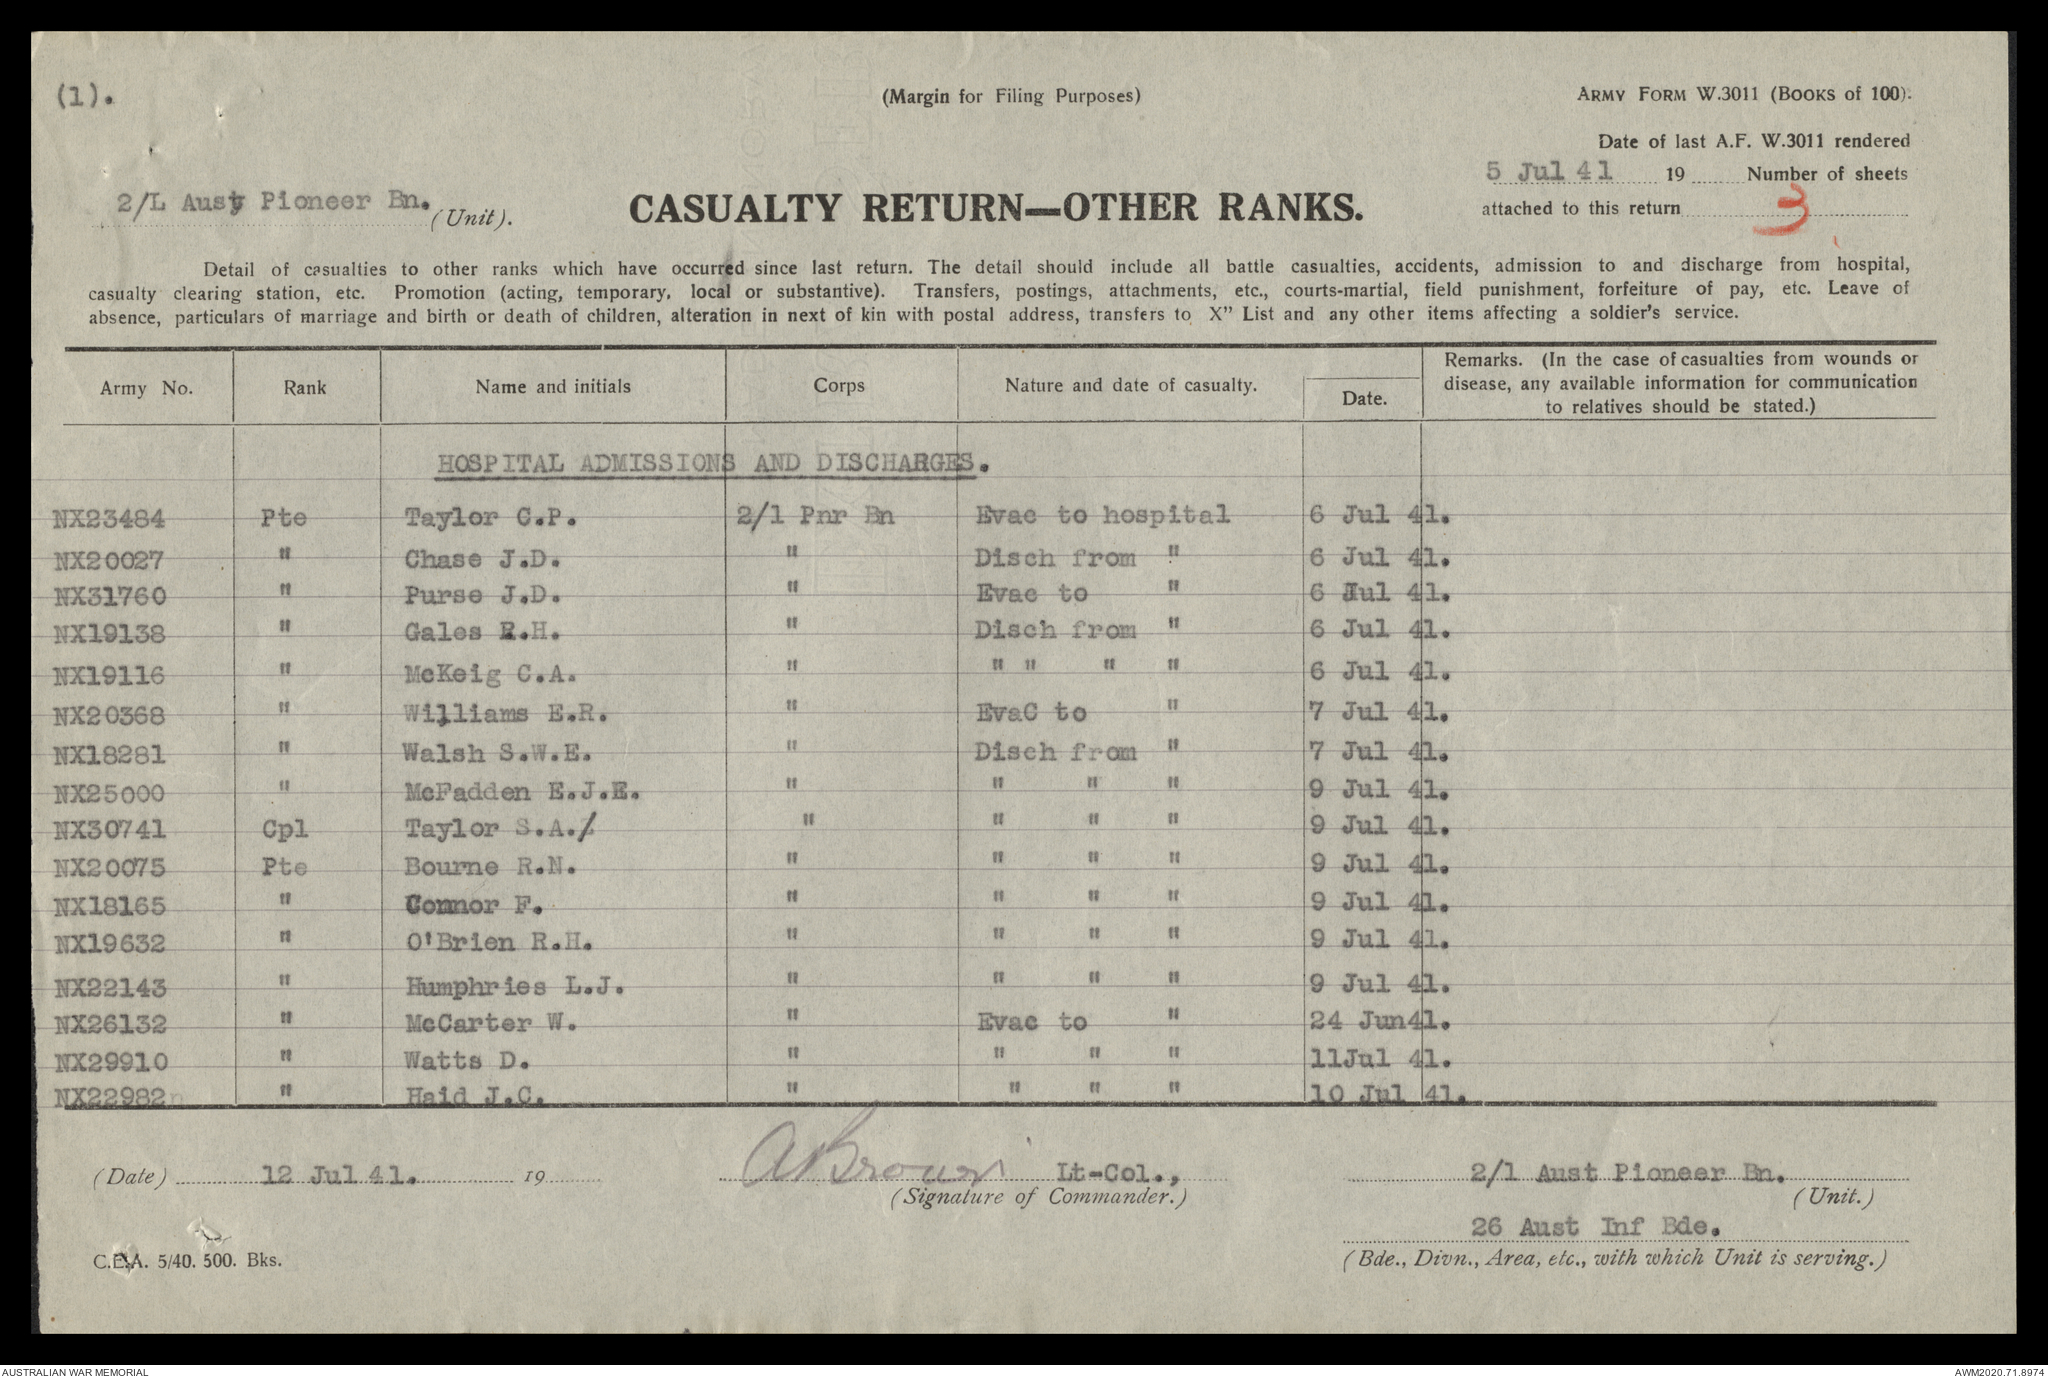 (1).
(Margin for Filing Purposes)
ARMY FORM W.3011 (BOOKS of 100).
Date of last A.F. W.3011 rendered
5 Jul 41 19 Number of sheets
attached to this return 3
2/L Aust Pioneer Bn. (Unit).
CASUALTY RETURN—OTHER RANKS.
Detail of casualties to other ranks which have occurred since last return. The detail should include all battle casualties, accidents, admission to and discharge from hospital,
casualty clearing station, etc. Promotion (acting, temporary, local or substantive). Transfers, postings, attachments, etc., courts-martial, field punishment, forfeiture of pay, etc. Leave of
absence, particulars of marriage and birth or death of children, alteration in next of kin with postal address, transfers to X” List and any other items affecting a soldier's service.
Army No. Rank Name and initials Corps Nature and date of casualty. Date. Remarks. (In the case of casualties from wounds or
disease, any available information for communication
to relatives should be stated.)
HOSPITAL ADMISSIONS AND DISCHARGES.
NX23484 Pte Taylor C.P. 2/1 Pnr Bn Evac to hospital 6 Jul 41.
NX20027 " Chase J.D. " Disch from " 6 Jul 41.
NX31760 " Purse J.D. " Evac to " 6 Jul 41.
NX19138 " Gales R.H. " Disch from " 6 Jul 41.
NX19116 " McKeig C.A. " " " " " 6 Jul 41.
NX20368 " Williams E.R. " EvaC to " 7 Jul 41.
NX18281 " Walsh S.W.E. " Disch from " 7 Jul 41.
NX25000 " McFadden E.J.E. " " " " 9 Jul 41.
NX30741 Cpl Taylor S.A./ " " " " 9 Jul 41.
NX20075 Pte Bourne R.N. " " " " 9 Jul 41.
NX18165 " Connor F. " " " " 9 Jul 41.
NX19632 " O'Brien R.H. " " " " 9 Jul 41.
NX22143 " Humphries L.J. " " " " 9 Jul 41.
NX26132 " McCarter W. " Evac to " 24 Jun41.
NX29910 " Watts D. " " " " 11Jul 41.
NX22982 " Haid J.C. " " " " 10 Jul 41.
(Date) 12 Jul 41. 19 ABrown Lt-Col., 2/1 Aust Pioneer Bn.
(Signature of Commander.) (Unit.)
26 Aust Inf Bde.
C.E.A. 5/40. 500. Bks. (Bde., Divn., Area, etc., with which Unit is serving.)
AUSTRALIAN WAR MEMORIAL AWM2020.71.8974